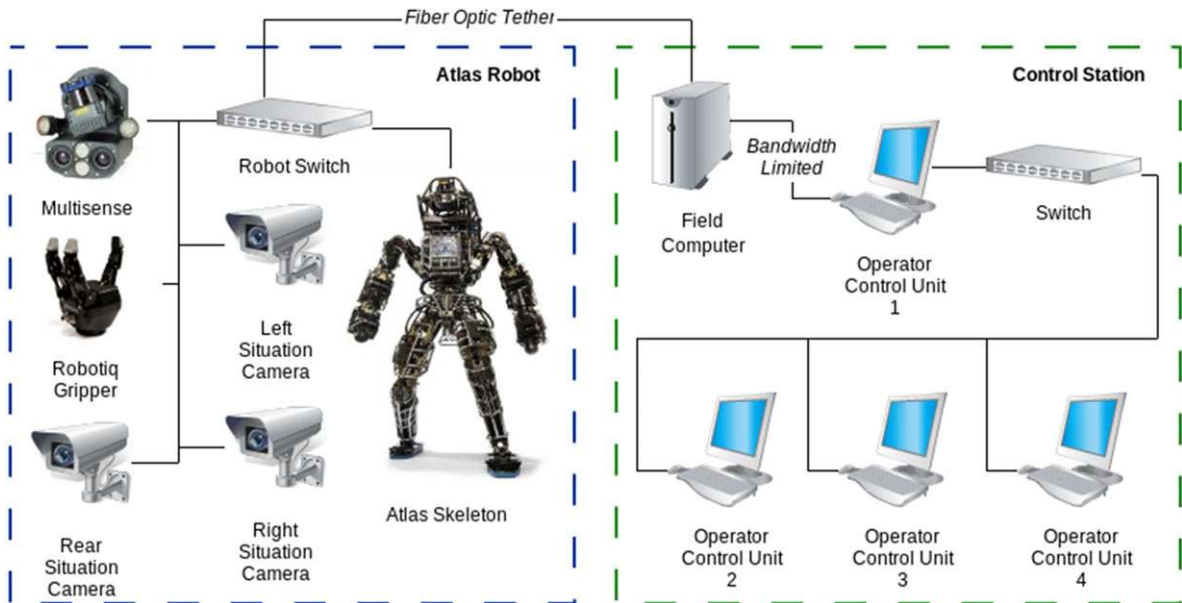 Fiber Optic Tether
Atlas Robot
Multisense
Robot Switch
Robotiq
Gripper
Left
Situation
Camera
Rear
Situation
Camera
Right
Situation
Camera
Atlas Skeleton
Control Station
Field
Computer
Bandwidth
Limited
Operator
Control Unit
1
Switch
Operator
Control Unit
2
Operator
Control Unit
3
Operator
Control Unit
4